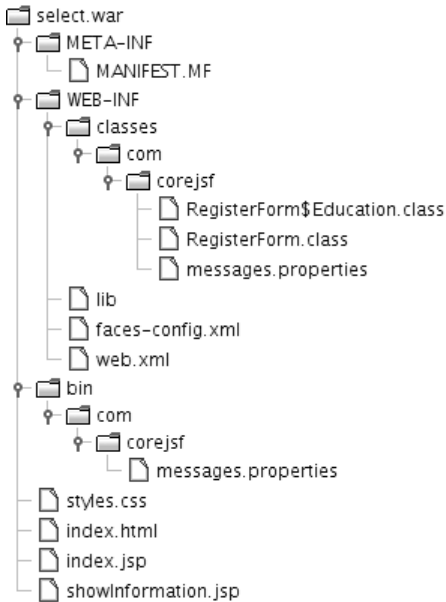 select.war
META-INF
MANIFEST.MF
WEB-INF
classes
com
corejsf
RegisterForm$Education.class
RegisterForm.class
messages.properties
lib
faces-config.xml
web.xml
bin
com
corejsf
messages.properties
styles.css
index.html
index.jsp
showInformation.jsp